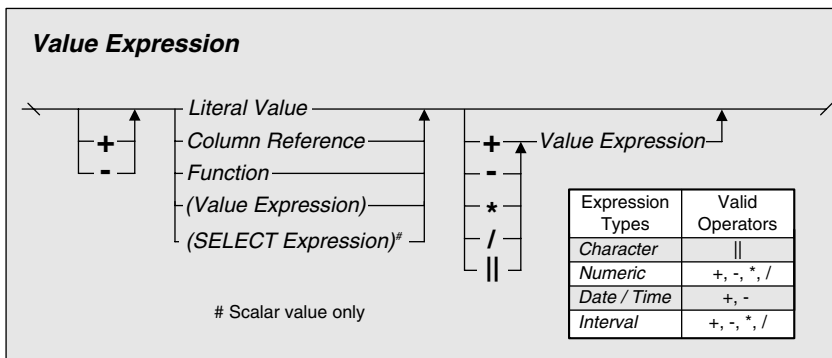 Value Expression
Literal Value
+ Column Reference + Value Expression
- Function -
(Value Expression) *
(SELECT Expression)# /
||
# Scalar value only
Expression Types Valid Operators
Character ||
Numeric +, -, *, /
Date / Time +, -
Interval +, -, *, /